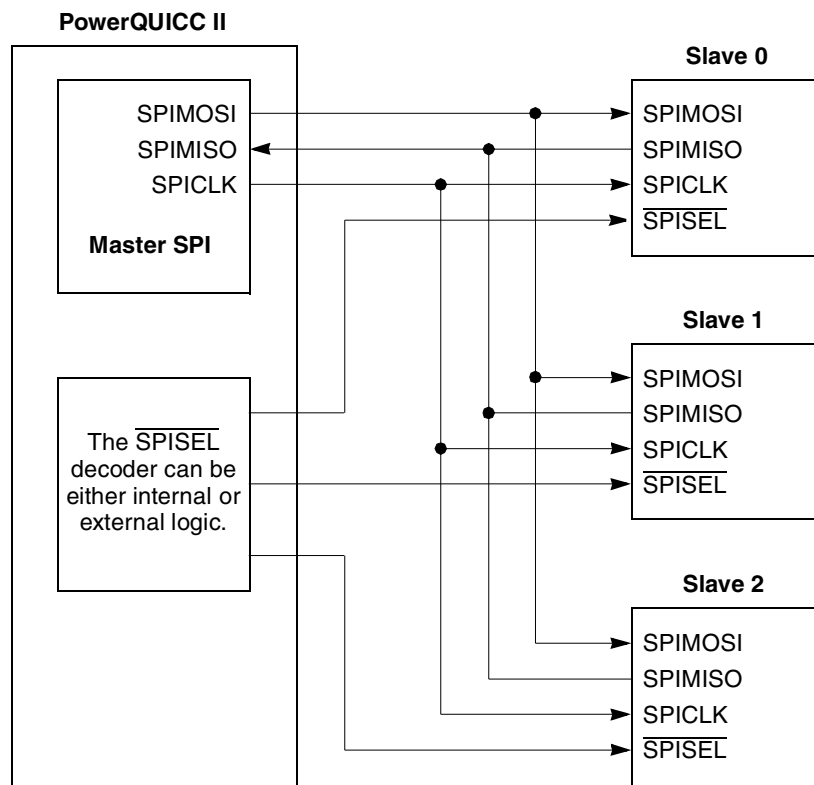 PowerQUICC II
SPIMOSI
SPIMISO
SPICLK
Master SPI
The SPISEL
decoder can be
either internal or
external logic.
Slave 0
SPIMOSI
SPIMISO
SPICLK
SPISEL
Slave 1
SPIMOSI
SPIMISO
SPICLK
SPISEL
Slave 2
SPIMOSI
SPIMISO
SPICLK
SPISEL